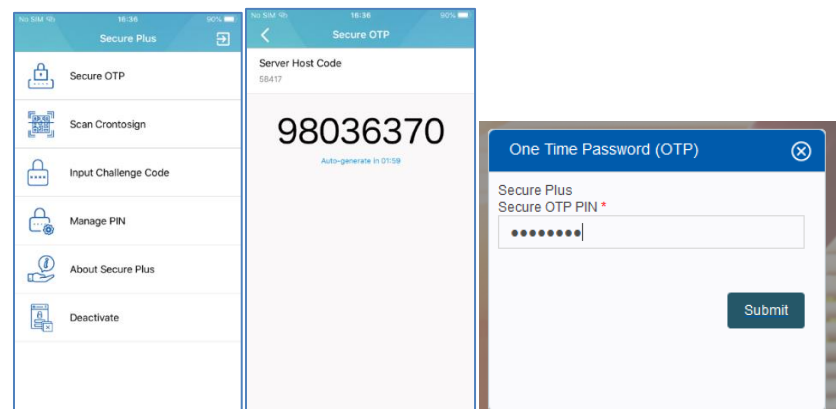 No SIM 16:36 90%
Secure Plus
Secure OTP
Scan Crontosign
Input Challenge Code
Manage PIN
About Secure Plus
Deactivate
No SIM 16:36 90%
Secure OTP
Server Host Code
58417
98036370
Auto-generate in 01:59
One Time Password (OTP)
Secure Plus
Secure OTP PIN *
Submit